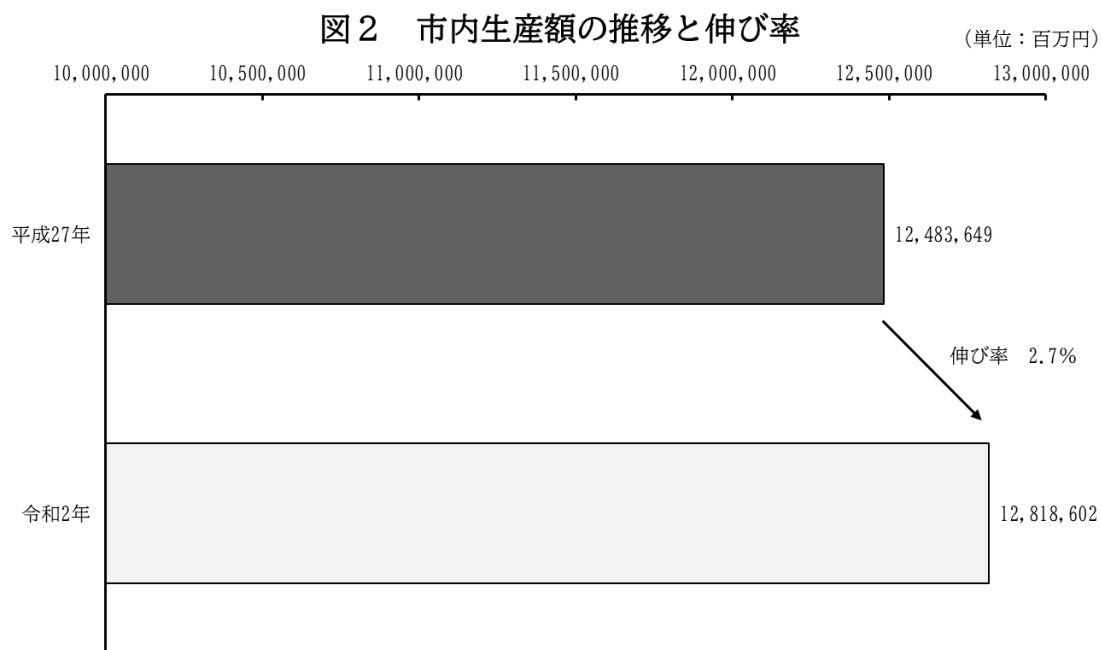 図２　市内生産額の推移と伸び率
（単位：百万円）
10,000,000 10,500,000 11,000,000 11,500,000 12,000,000 12,500,000 13,000,000
平成27年 12,483,649
伸び率　2.7%
令和2年 12,818,602